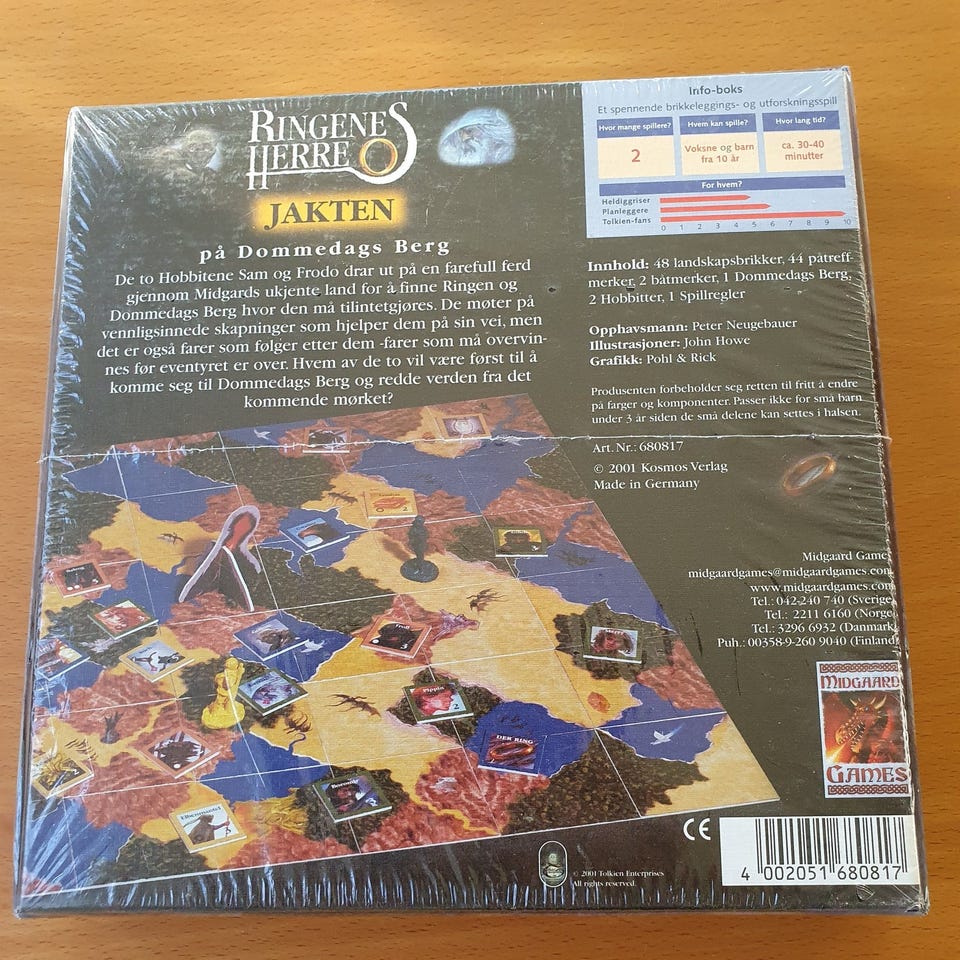 RINGENES
HERRE
JAKTEN
på Dommedags Berg
De to Hobbitene Sam og Frodo drar ut på en farefull ferd
gjennom Midgards ukjente land for å finne Ringen og
Dommedags Berg hvor den må tilintetgjøres. De møter på
vennligsinnede skapninger som hjelper dem på sin vei, men
det er også farer som følger etter dem -farer som må overvin-
nes før eventyret er over. Hvem av de to vil være først til å
komme seg til Dommedags Berg og redde verden fra det
kommende mørket?
Info-boks
Et spennende brikkeleggings- og utforskningsspill
Hvor mange spillere?
2
Hvem kan spille?
Voksne og barn
fra 10 år
Hvor lang tid?
ca. 30-40
minutter
For hvem?
Heldiggriser
Planleggere
Tolkien-fans
0 1 2 3 4 5 6 7 8 9 10
Innhold: 48 landskapsbrikker, 44 påtreff-
merker, 2 båtmerker, 1 Dommedags Berg,
2 Hobbitter, 1 Spillregler
Opphavsmann: Peter Neugebauer
Illustrasjoner: John Howe
Grafikk: Pohl & Rick
Produsenten forbeholder seg retten til fritt å endre
på farger og komponenter. Passer ikke for små barn
under 3 år siden de små delene kan settes i halsen.
Art. Nr.: 680817
© 2001 Kosmos Verlag
Made in Germany
Midgaard Games
midgaardgames@midgaardgames.com
www.midgaardgames.com
Tel.: 042-240 740 (Sverige)
Tel.: 2211 6160 (Norge)
Tel.: 3296 6932 (Danmark)
Puh.: 00358-9-260 9040 (Finland)
MIDGAARD
GAMES
Troll
Pippin
2
DER RING
3
CE
© 2001 Tolkien Enterprises
All rights reserved.
4 002051 680817